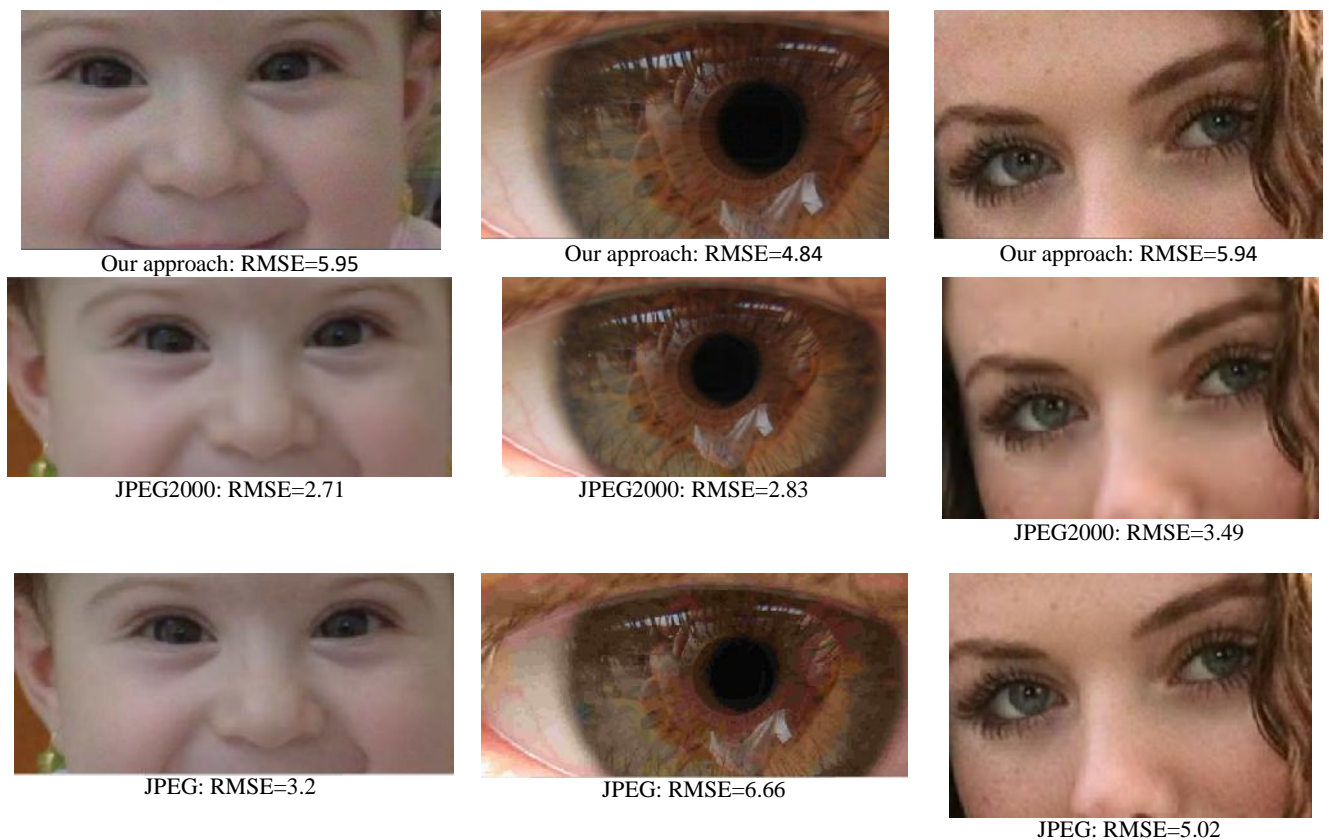 Our approach: RMSE=5.95
Our approach: RMSE=4.84
Our approach: RMSE=5.94
JPEG2000: RMSE=2.71
JPEG2000: RMSE=2.83
JPEG2000: RMSE=3.49
JPEG: RMSE=3.2
JPEG: RMSE=6.66
JPEG: RMSE=5.02